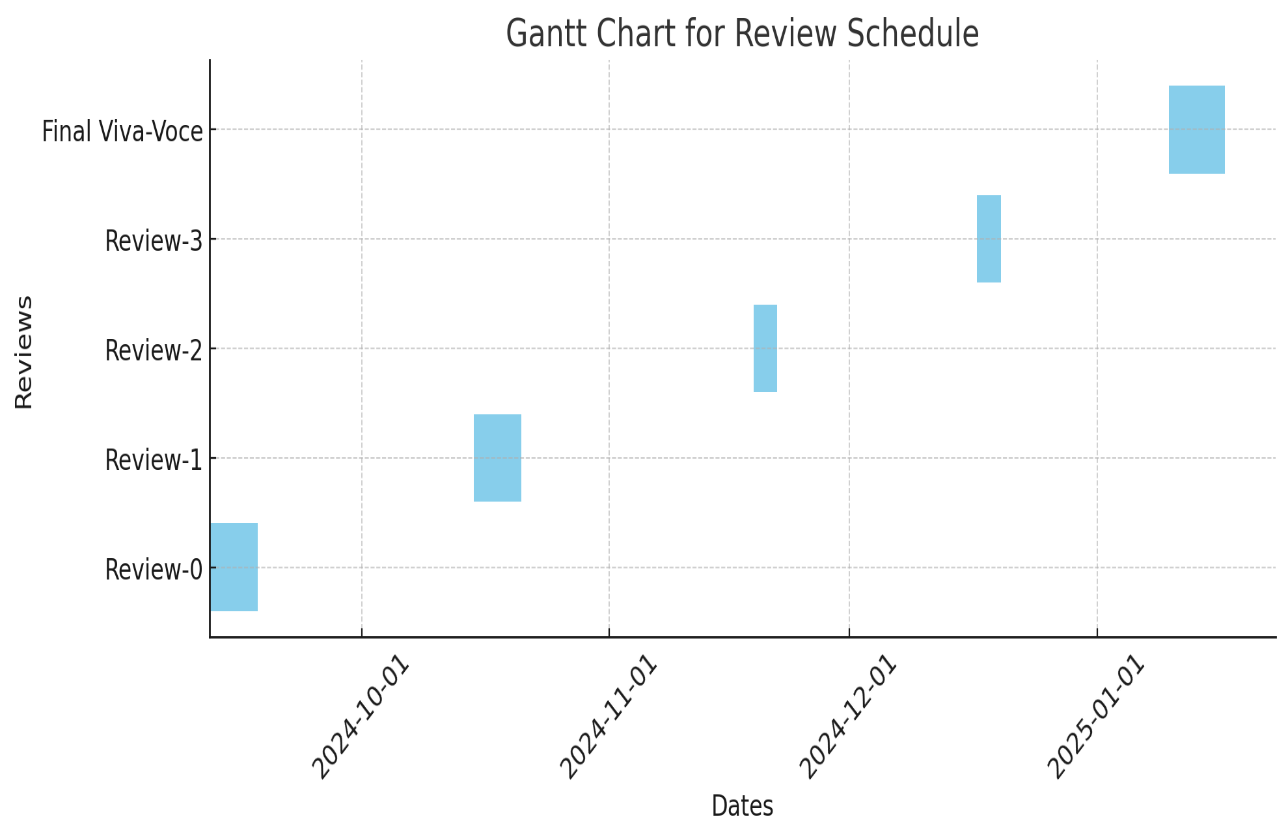 Gantt Chart for Review Schedule
Final Viva-Voce
Review-3
Review-2
Review-1
Review-0
Reviews
2024-10-01
2024-11-01
2024-12-01
2025-01-01
Dates